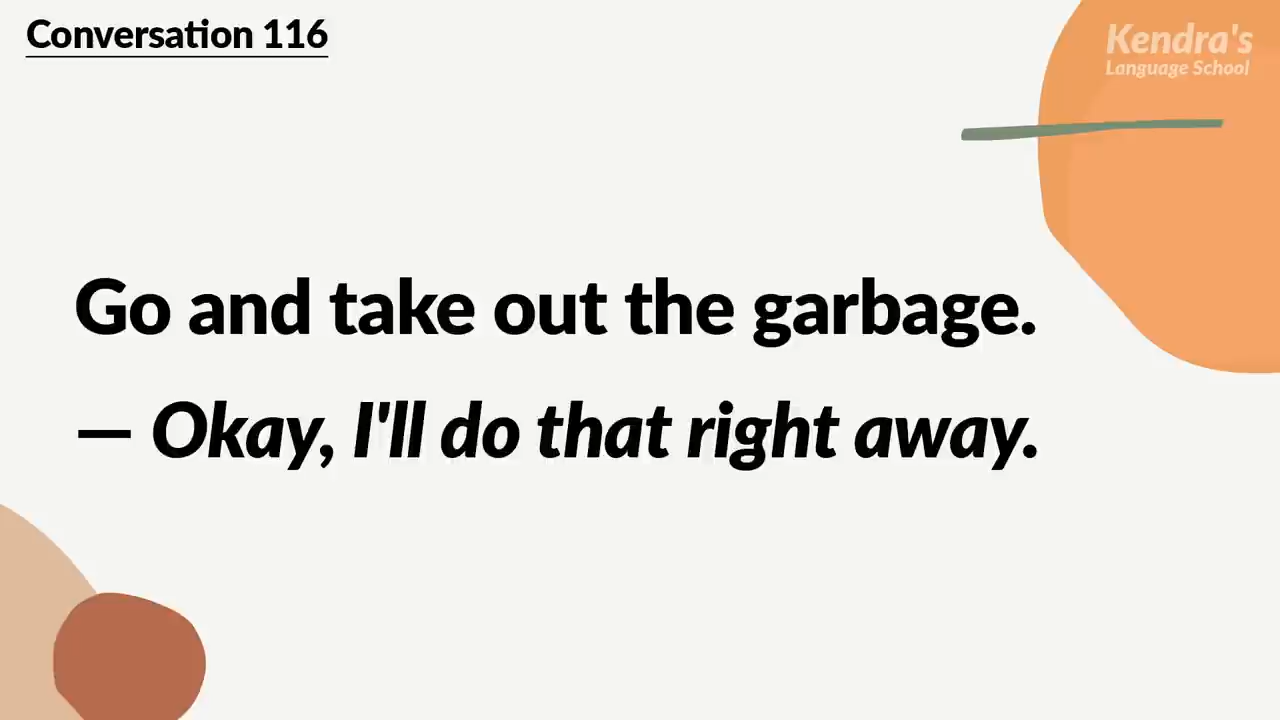 Conversation 116
Kendra's
Language School
Go and take out the garbage.
— Okay, I'll do that right away.